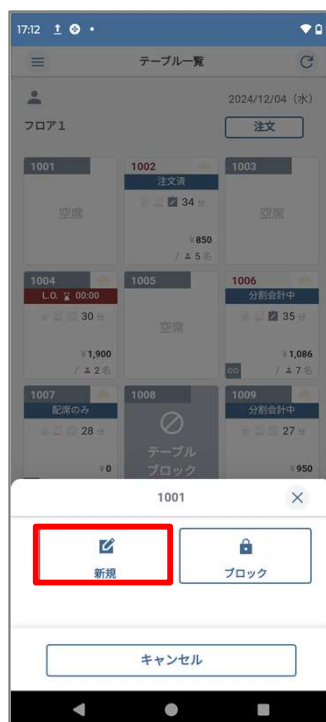 17:12
テーブル一覧
2024/12/04（水）
フロア１
注文
1001
1002
1003
注文済
空席
34 分
空席
¥850
/ 5 名
1004
1005
1006
L.O. 00:00
分割会計中
30 分
空席
35 分
¥1,900
¥1,086
/ 2 名
/ 7 名
1007
1008
1009
配席のみ
分割会計中
28 分
テーブル
27 分
¥0
ブロック
¥950
1001
新規
ブロック
キャンセル